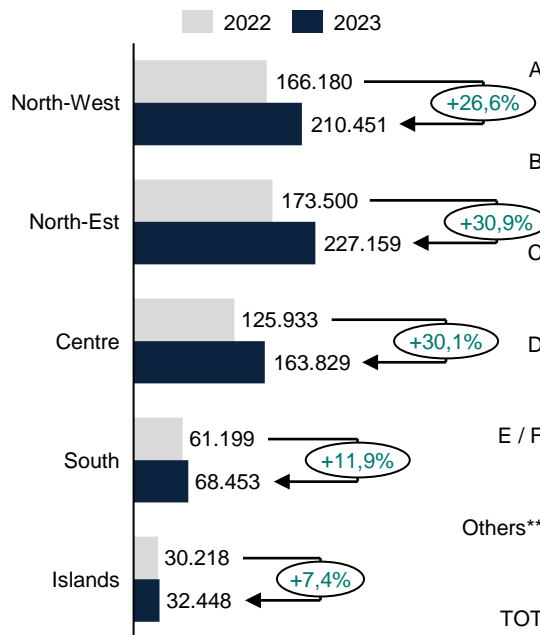 2022 2023
166.180
North-West
+26,6%
210.451
A
B
173.500
North-Est
+30,9%
227.159
C
125.933
Centre
+30,1%
163.829
D
61.199
South
+11,9%
68.453
E / F
30.218
Islands
+7,4%
32.448
Others**
TOT